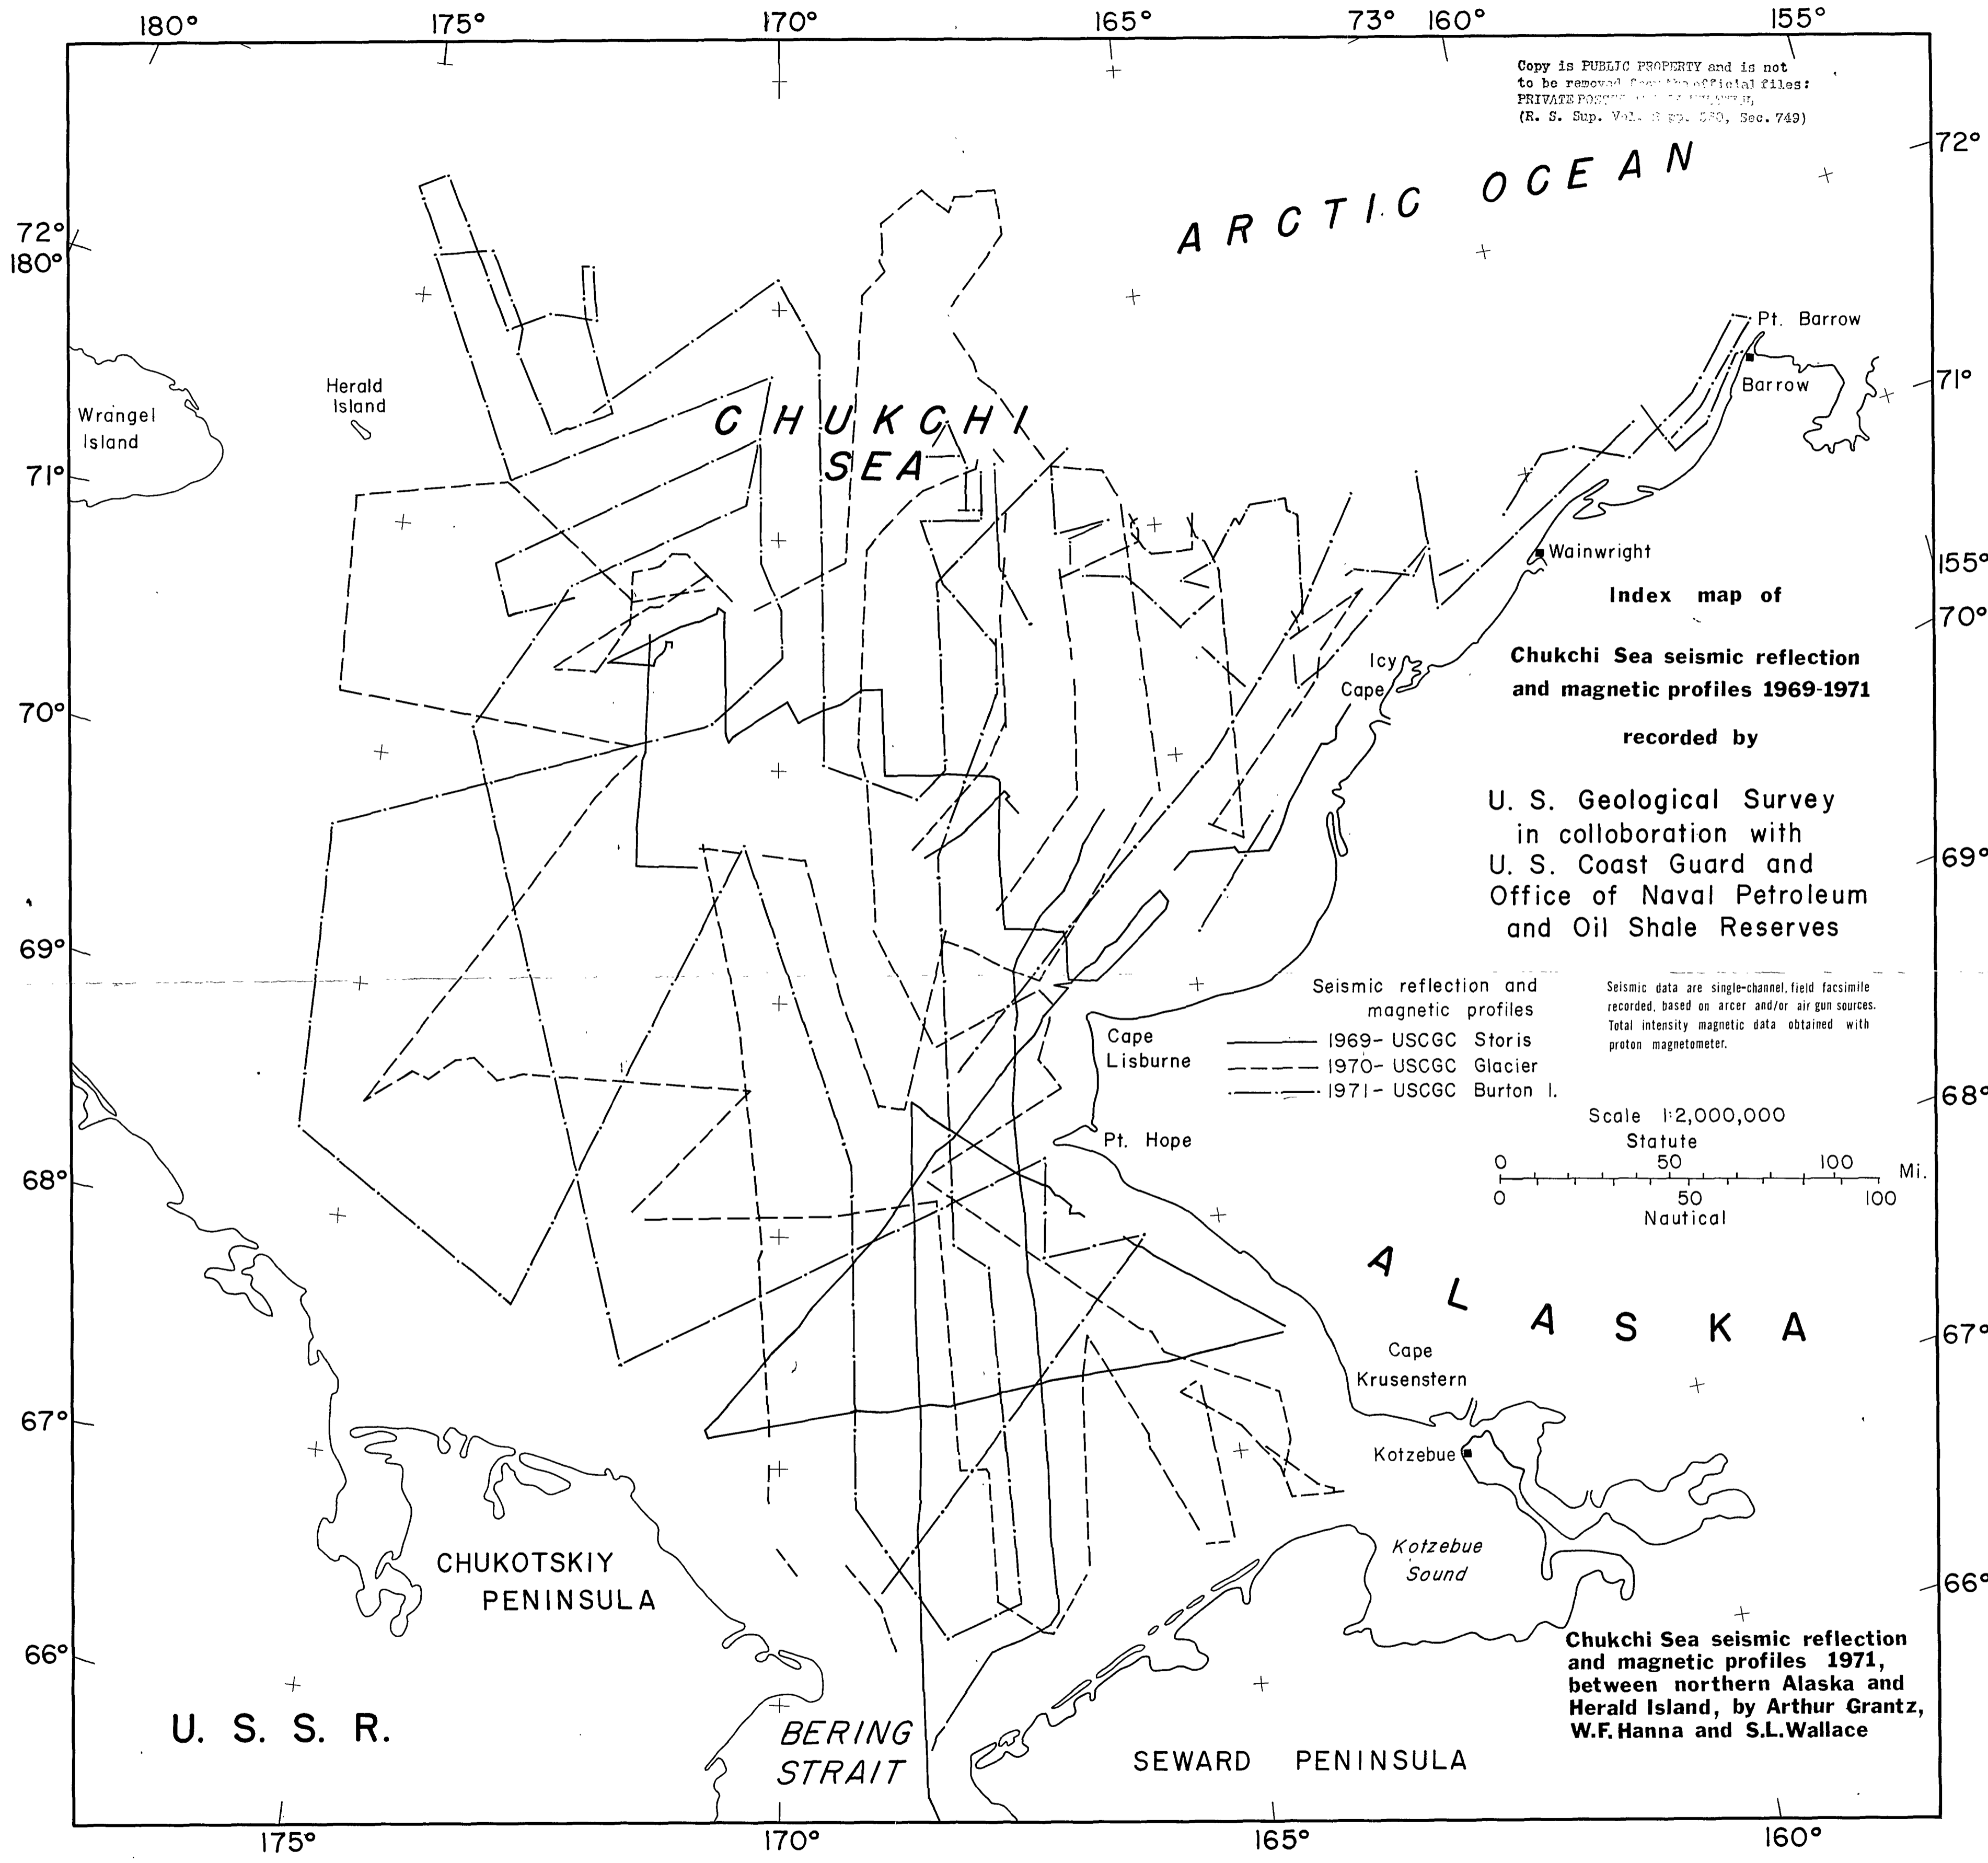 180° 175° 170° 165° 73° 160° 155°
Copy is PUBLIC PROPERTY and is not
to be removed from the official files:
PRIVATE
(R. S. Sup. Vol. 2 pp. Sec. 749)
72°
ARCTIC OCEAN
72°
180°
Pt. Barrow
71°
Barrow
Herald
Island
Wrangel
Island
CHUKCHI
SEA
71°
Wainwright
155°
Index map of
70°
Chukchi Sea seismic reflection
and magnetic profiles 1969-1971
Icy
Cape
70°
recorded by
U. S. Geological Survey
in colloboration with
U. S. Coast Guard and
Office of Naval Petroleum
and Oil Shale Reserves
69°
69°
Seismic reflection and
magnetic profiles
1969- USCGC Storis
1970- USCGC Glacier
1971- USCGC Burton I.
Seismic data are single-channel, field facsimile
recorded, based on arcer and/or air gun sources.
Total intensity magnetic data obtained with
proton magnetometer.
Cape
Lisburne
68°
Scale 1:2,000,000
Statute
0 50 100 Mi.
0 50 100
Nautical
Pt. Hope
68°
ALASKA
67°
Cape
Krusenstern
67°
Kotzebue
Kotzebue
Sound
CHUKOTSKIY
PENINSULA
66°
66°
Chukchi Sea seismic reflection
and magnetic profiles 1971,
between northern Alaska and
Herald Island, by Arthur Grantz,
W.F. Hanna and S.L. Wallace
U. S. S. R.
BERING
STRAIT
SEWARD PENINSULA
175° 170° 165° 160°